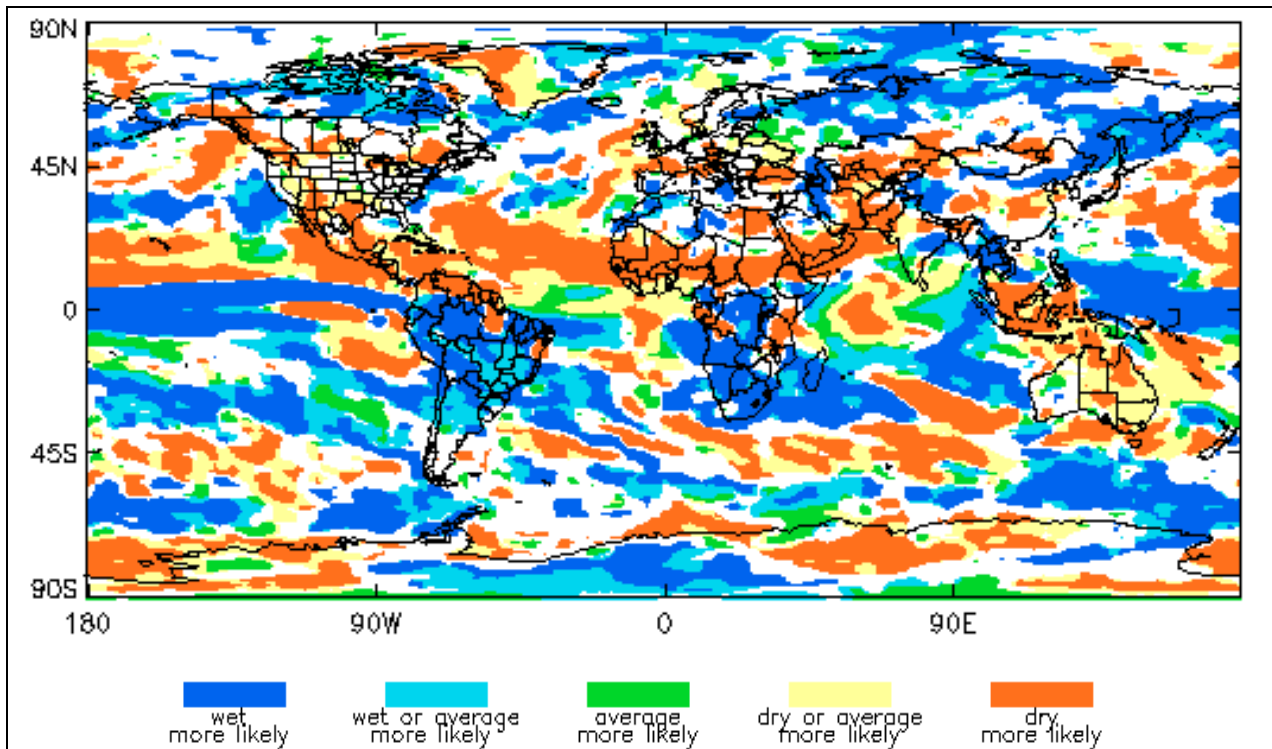 90N
45N
0
45S
90S
180
90W
0
90E
wet
more likely
wet or average
more likely
average
more likely
dry or average
more likely
dry
more likely